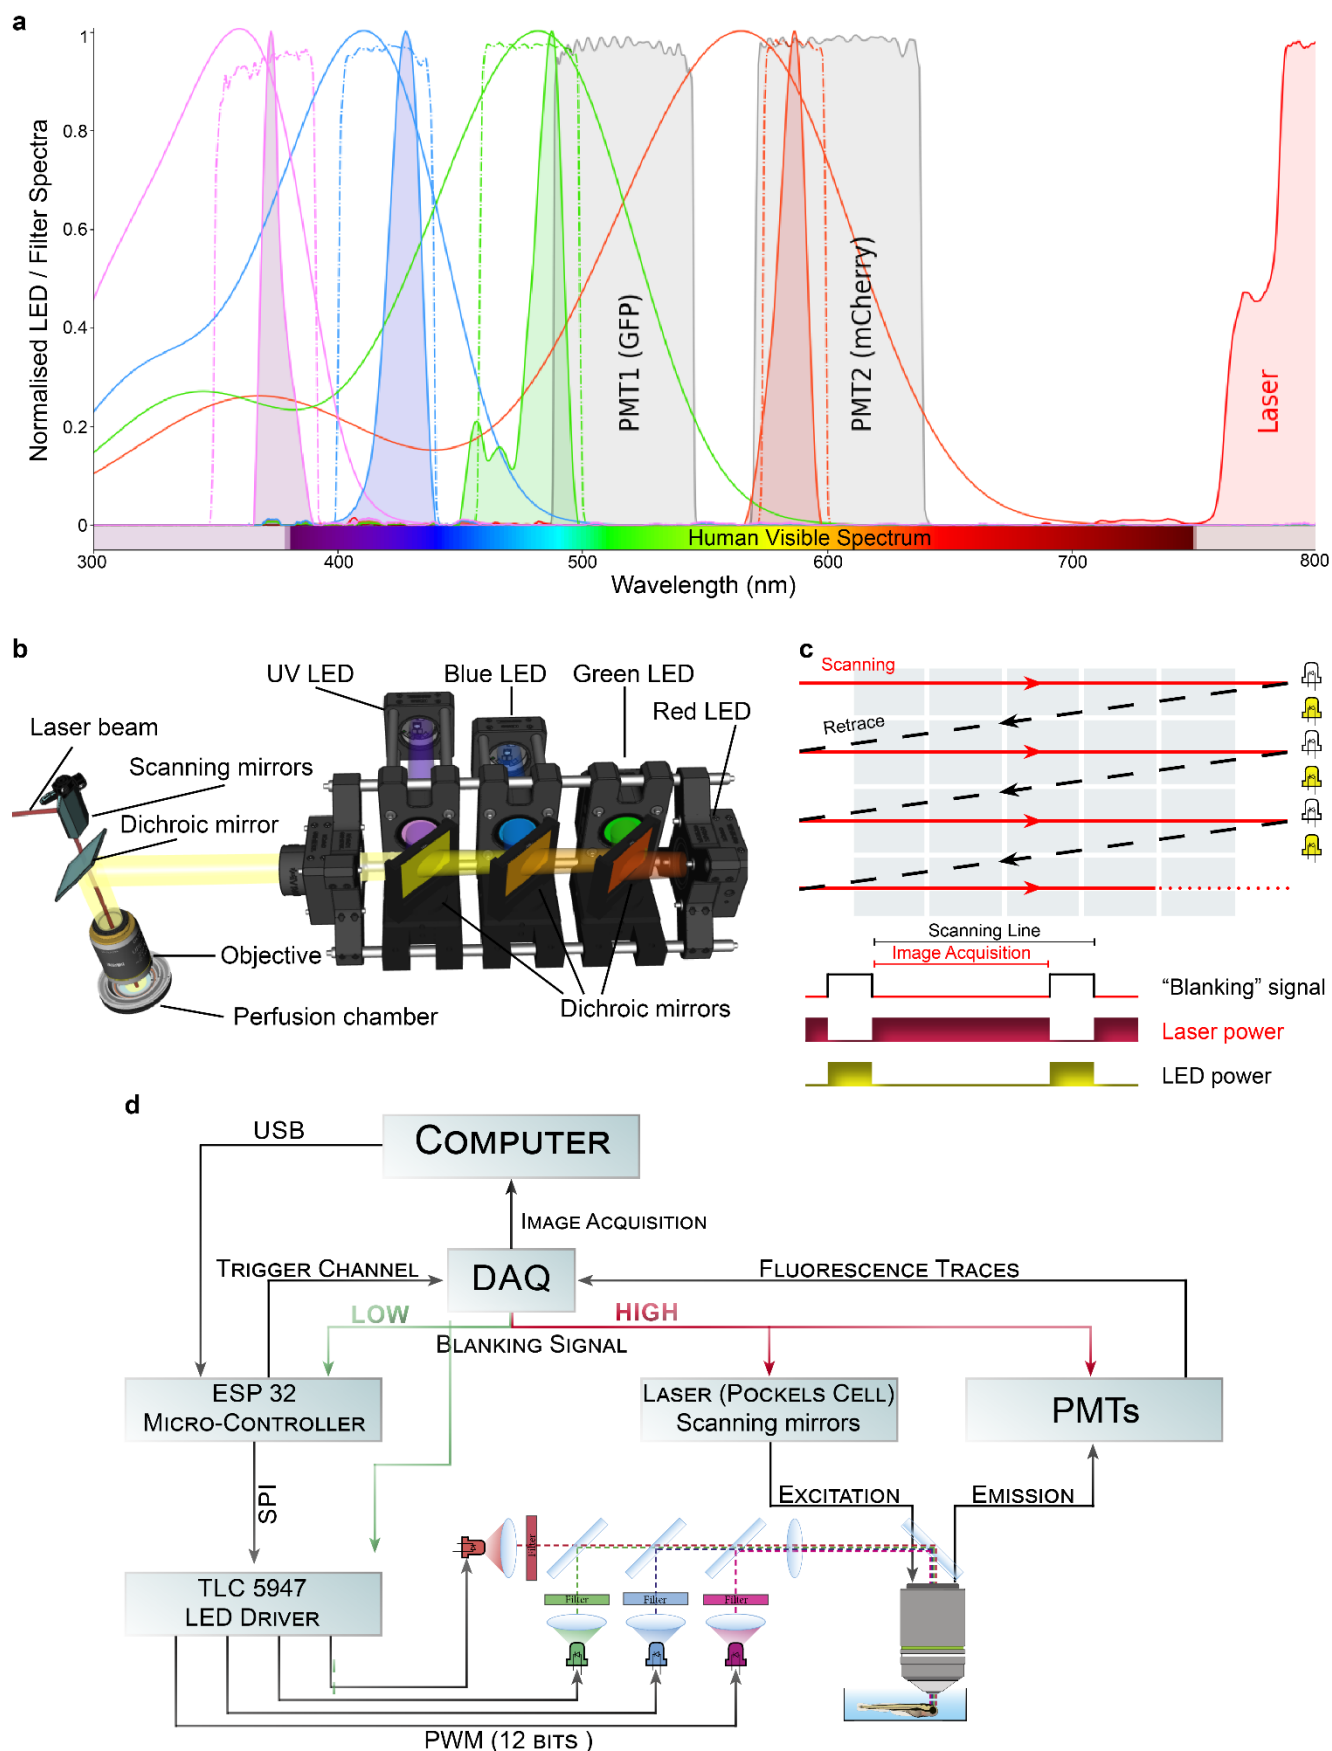 a
Normalised LED / Filter Spectra
1
0.8
0.6
0.4
0.2
0
PMT1 (GFP)
PMT2 (mCherry)
Laser
Human Visible Spectrum
300
400
500
600
700
800
Wavelength (nm)
b
UV LED
Blue LED
Green LED
Red LED
Laser beam
Scanning mirrors
Dichroic mirror
Objective
Perfusion chamber
Dichroic mirrors
c
Scanning
Retrace
Scanning Line
Image Acquisition
“Blanking” signal
Laser power
LED power
d
USB
COMPUTER
IMAGE ACQUISITION
TRIGGER CHANNEL
DAQ
FLUORESCENCE TRACES
LOW
HIGH
BLANKING SIGNAL
ESP 32
MICRO-CONTROLLER
LASER (POCKELS CELL)
Scanning mirrors
PMTs
SPI
EXCITATION
EMISSION
Filter
Filter
Filter
Filter
TLC 5947
LED DRIVER
PWM (12 BITS )